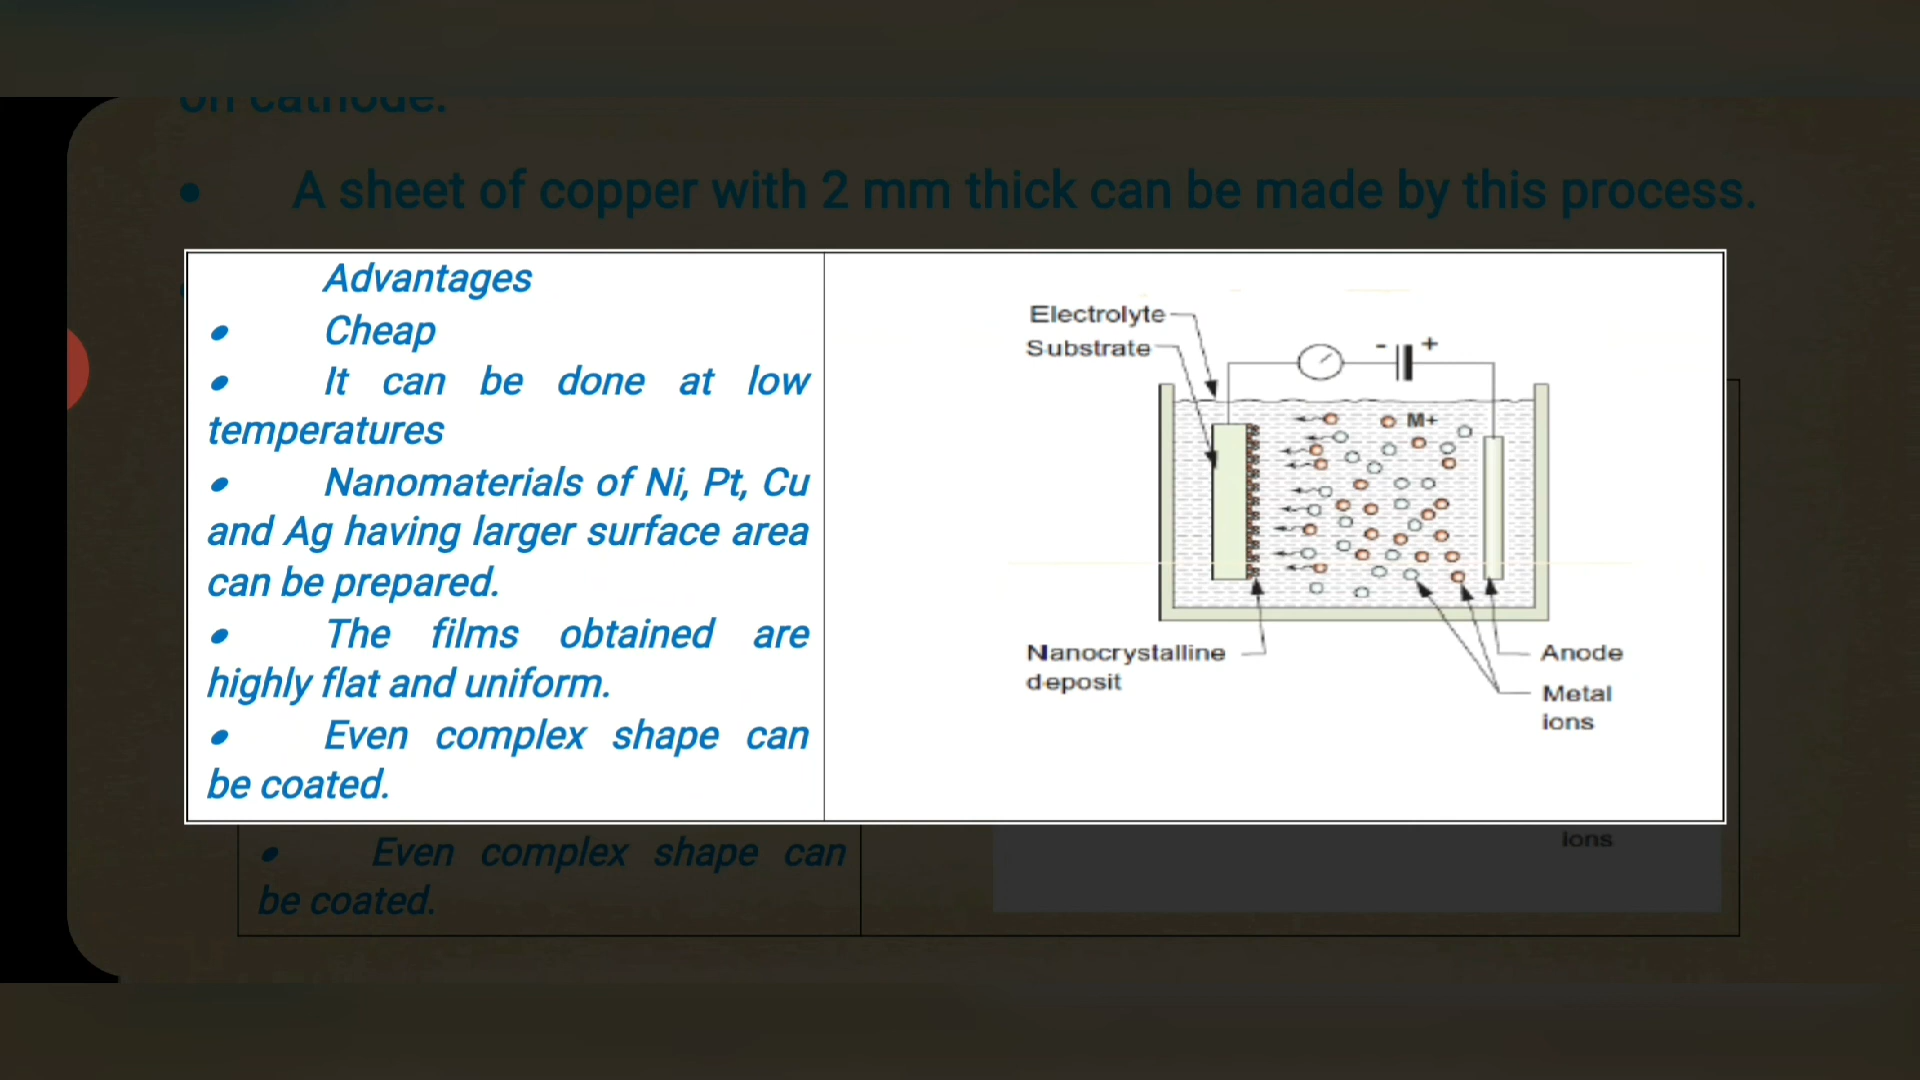 on cathode.
• A sheet of copper with 2 mm thick can be made by this process.
Advantages
• Cheap
• It can be done at low
temperatures
• Nanomaterials of Ni, Pt, Cu
and Ag having larger surface area
can be prepared.
• The films obtained are
highly flat and uniform.
• Even complex shape can
be coated.
Electrolyte
Substrate
- +
M+
Nanocrystalline
deposit
Anode
Metal
ions
• Even complex shape can
be coated.
ions